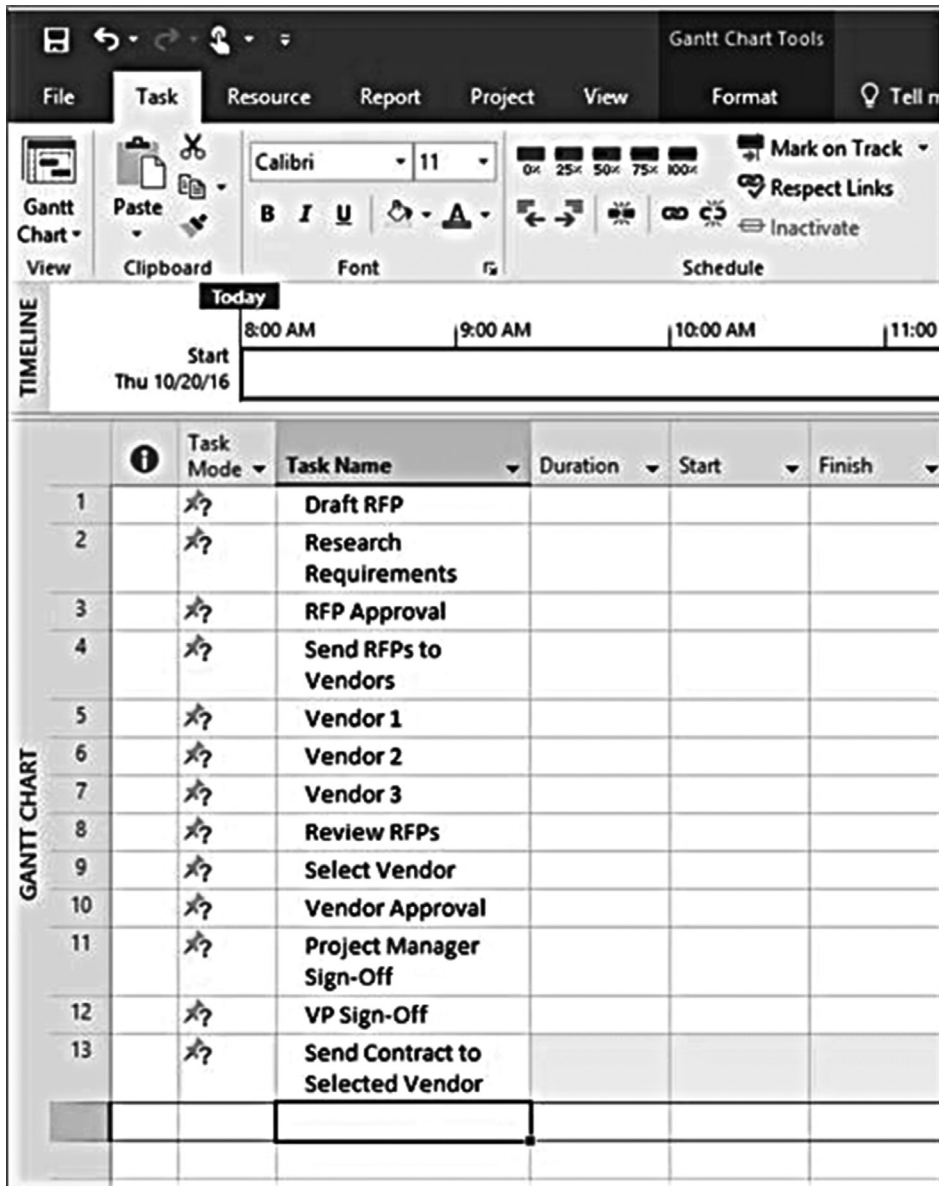 Gantt Chart Tools
File Task Resource Report Project View Format Tell
Calibri 11
0% 25% 50% 75% 100%
Mark on Track
Respect Links
Inactivate
Gantt
Chart
Paste
B I U A
View Clipboard Font Schedule
Today
TIMELINE
8:00 AM 9:00 AM 10:00 AM 11:00
Start
Thu 10/20/16
GANTT CHART
Task
Mode Task Name Duration Start Finish
1 Draft RFP
2 Research
Requirements
3 RFP Approval
4 Send RFPs to
Vendors
5 Vendor 1
6 Vendor 2
7 Vendor 3
8 Review RFPs
9 Select Vendor
10 Vendor Approval
11 Project Manager
Sign-Off
12 VP Sign-Off
13 Send Contract to
Selected Vendor